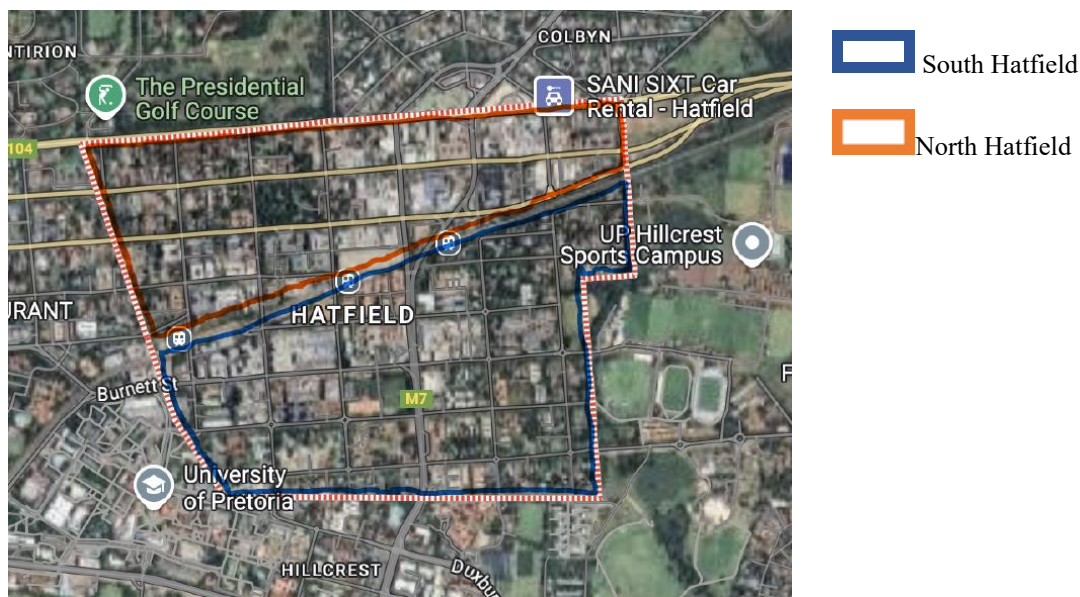 NTIRION
COLBYN
The Presidential
Golf Course
SANI SIXT Car
Rental - Hatfield
104
UP Hillcrest
Sports Campus
URANT
HATFIELD
Burnett St
M7
F
University
of Pretoria
HILLCREST
Duxbu
South Hatfield
North Hatfield